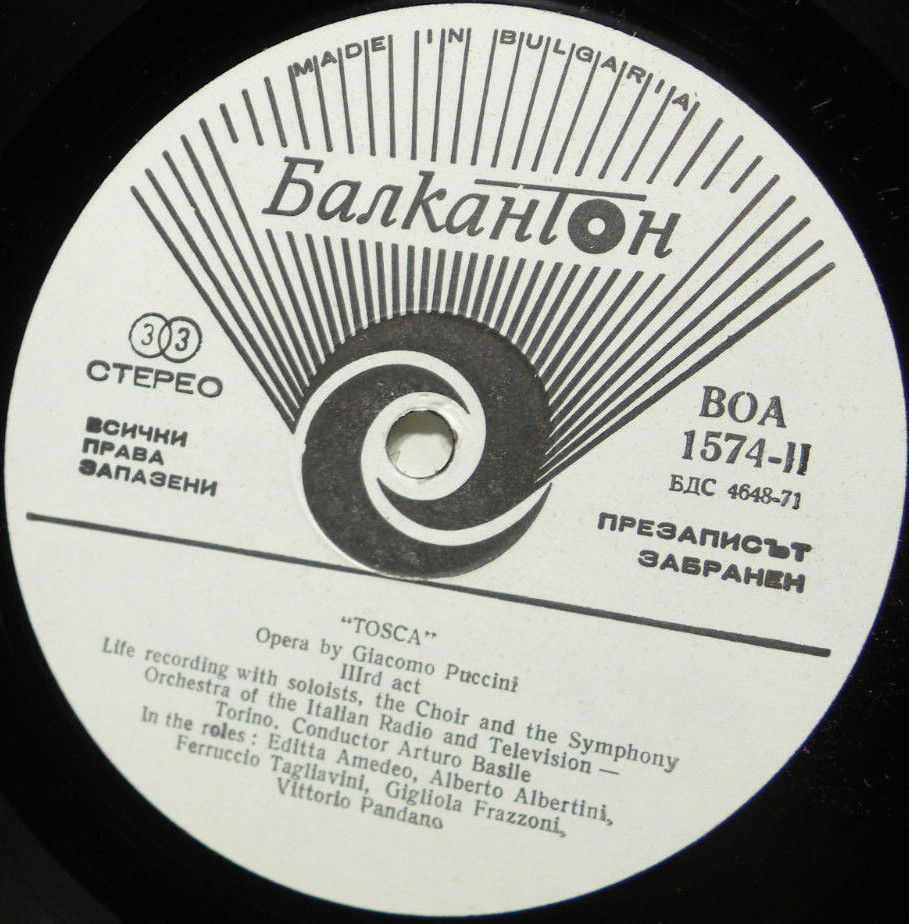 MADE IN BULGARIA
Балкантон
33
СТЕРЕО
ВСИЧКИ
ПРАВА
ЗАПАЗЕНИ
ВОА
1574-II
БДС 4648-71
ПРЕЗАПИСЪТ
ЗАБРАНЕН
“TOSCA”
Opera by Giacomo Puccini
IIIrd act
Life recording with soloists, the Choir and the Symphony
Orchestra of the Italian Radio and Television —
Torino. Conductor Arturo Basile
In the roles: Editta Amedeo, Alberto Albertini,
Ferruccio Tagliavini, Gigliola Frazzoni,
Vittorio Pandano